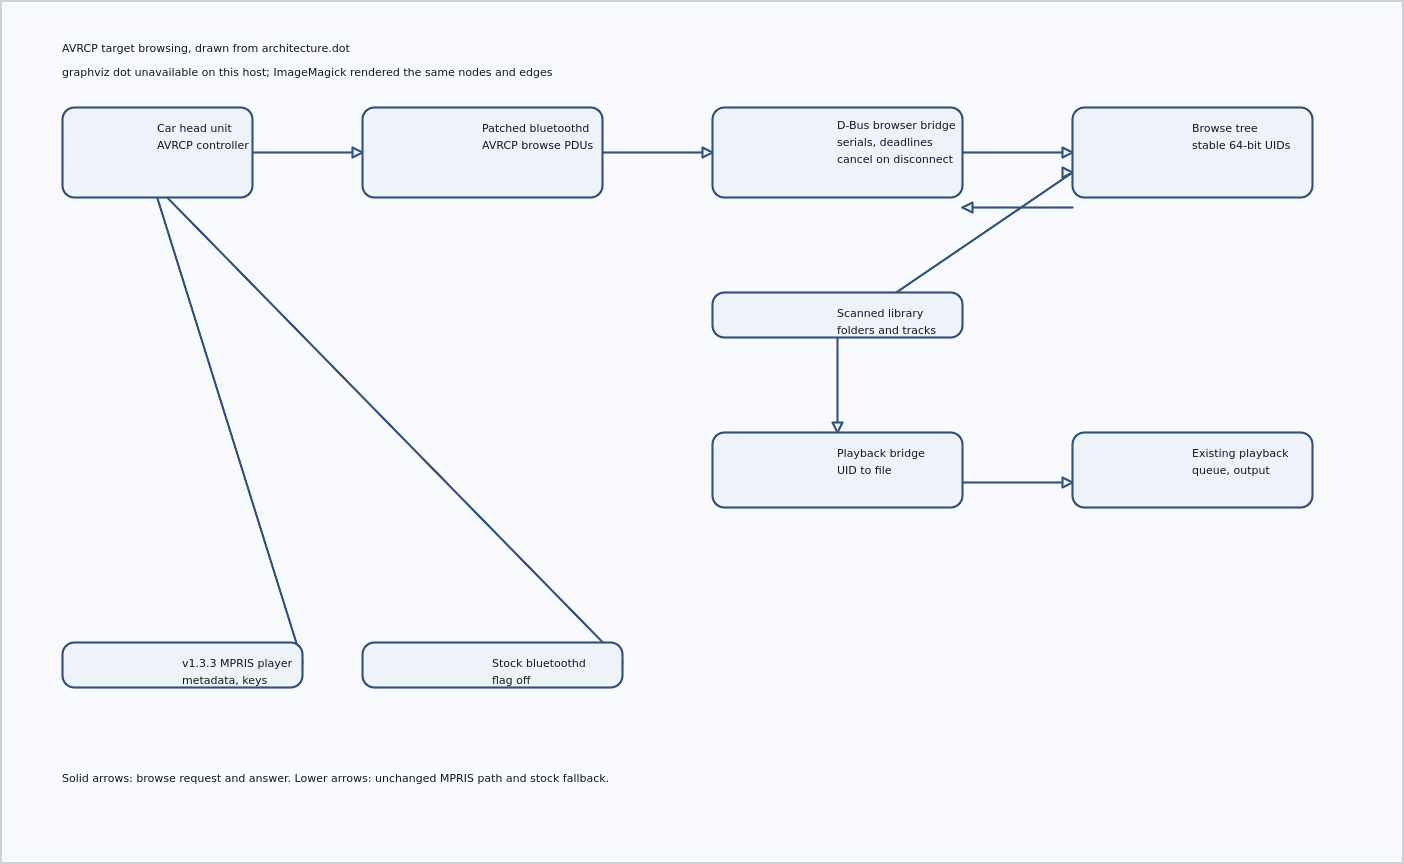 AVRCP target browsing, drawn from architecture.dot
graphviz dot unavailable on this host; ImageMagick rendered the same nodes and edges
Car head unit
AVRCP controller
Patched bluetoothd
AVRCP browse PDUs
D-Bus browser bridge
serials, deadlines
cancel on disconnect
Browse tree
stable 64-bit UIDs
Scanned library
folders and tracks
Playback bridge
UID to file
Existing playback
queue, output
v1.3.3 MPRIS player
metadata, keys
Stock bluetoothd
flag off
Solid arrows: browse request and answer. Lower arrows: unchanged MPRIS path and stock fallback.